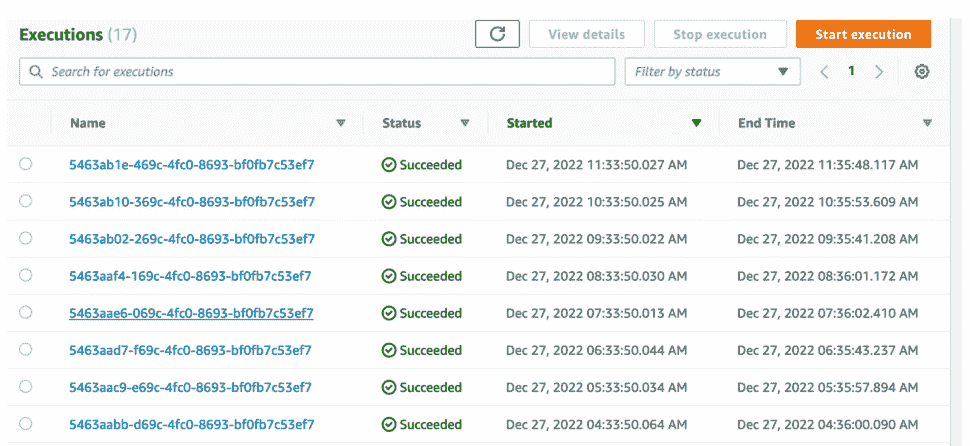 Executions (17) View details Stop execution Start execution
Search for executions Filter by status 1
Name Status Started End Time
5463ab1e-469c-4fc0-8693-bf0fb7c53ef7 Succeeded Dec 27, 2022 11:33:50.027 AM Dec 27, 2022 11:35:48.117 AM
5463ab10-369c-4fc0-8693-bf0fb7c53ef7 Succeeded Dec 27, 2022 10:33:50.025 AM Dec 27, 2022 10:35:53.609 AM
5463ab02-269c-4fc0-8693-bf0fb7c53ef7 Succeeded Dec 27, 2022 09:33:50.022 AM Dec 27, 2022 09:35:41.208 AM
5463aaf4-169c-4fc0-8693-bf0fb7c53ef7 Succeeded Dec 27, 2022 08:33:50.030 AM Dec 27, 2022 08:36:01.172 AM
5463aae6-069c-4fc0-8693-bf0fb7c53ef7 Succeeded Dec 27, 2022 07:33:50.013 AM Dec 27, 2022 07:36:02.410 AM
5463aad7-f69c-4fc0-8693-bf0fb7c53ef7 Succeeded Dec 27, 2022 06:33:50.044 AM Dec 27, 2022 06:35:43.237 AM
5463aac9-e69c-4fc0-8693-bf0fb7c53ef7 Succeeded Dec 27, 2022 05:33:50.034 AM Dec 27, 2022 05:35:57.894 AM
5463aabb-d69c-4fc0-8693-bf0fb7c53ef7 Succeeded Dec 27, 2022 04:33:50.064 AM Dec 27, 2022 04:36:00.090 AM